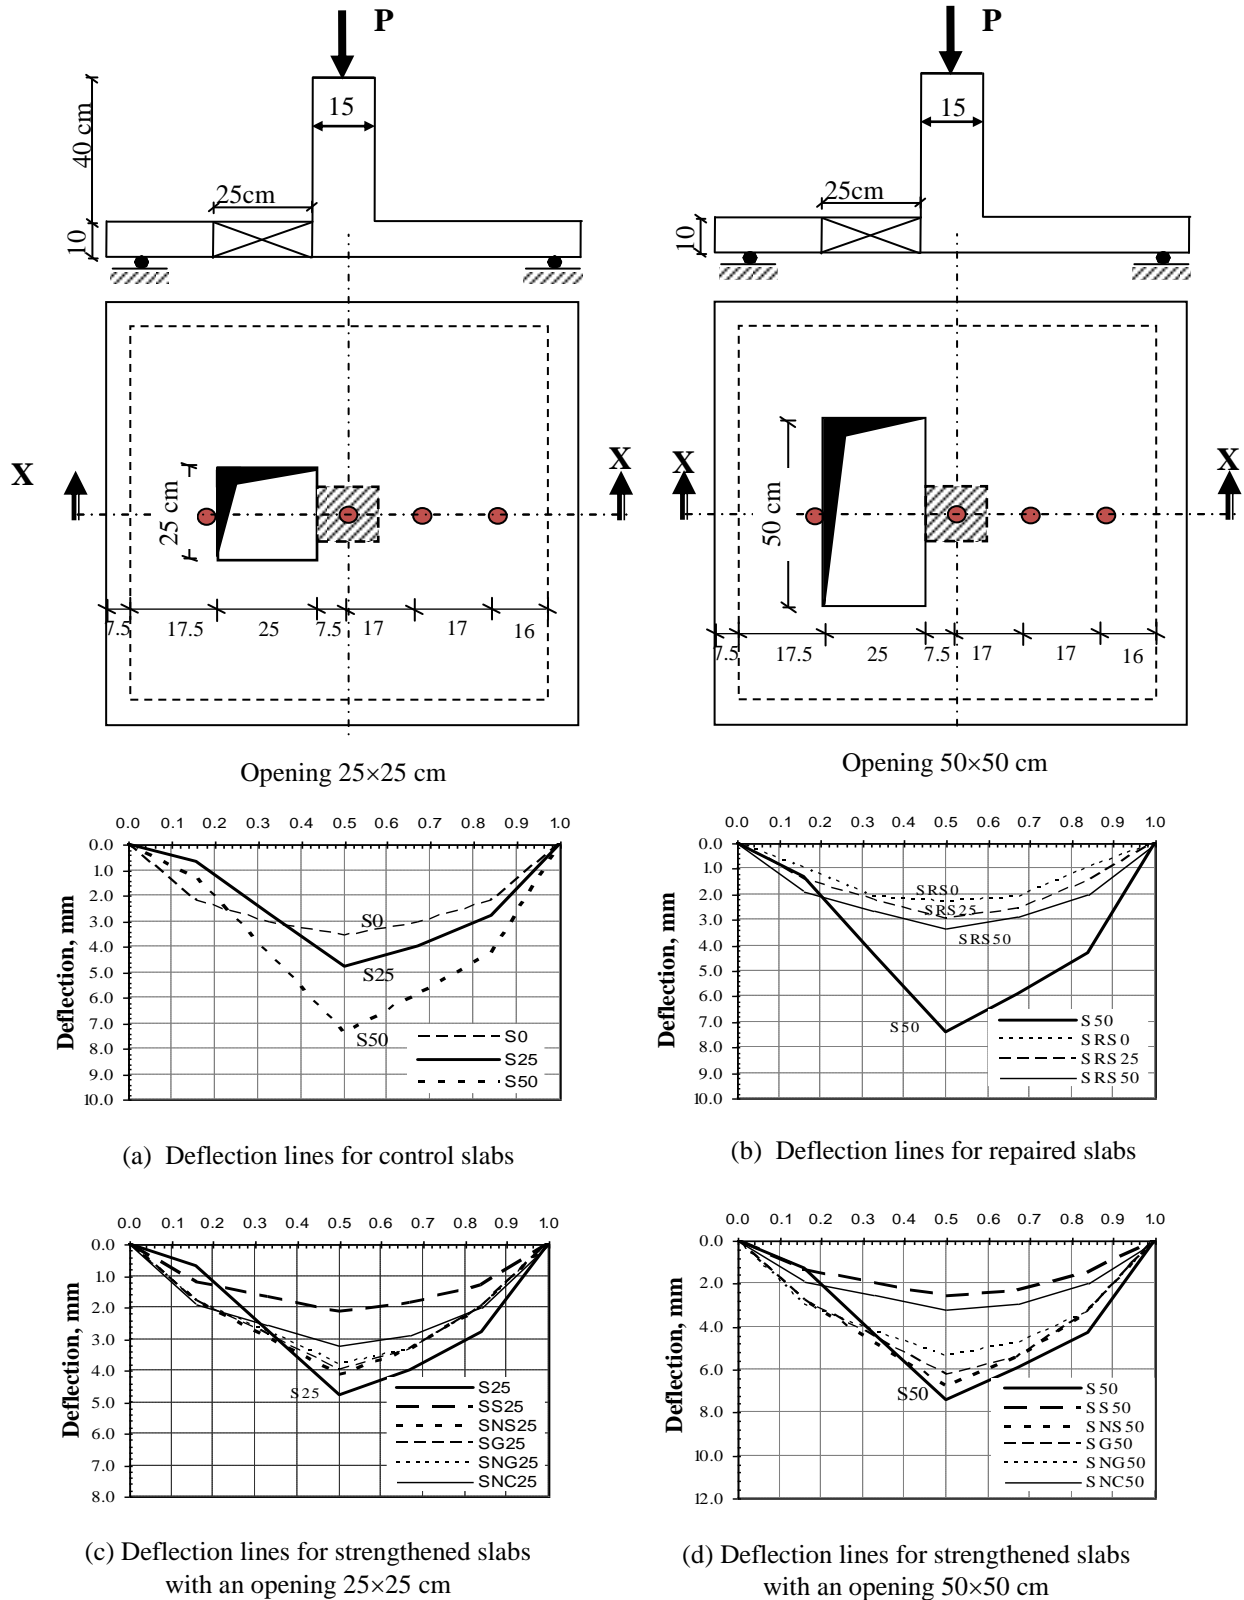 P
15
40 cm
25cm
10
X
X
25 cm
7.5
17.5
25
7.5
17
17
16
Opening 25×25 cm
P
15
25cm
10
X
X
50 cm
7.5
17.5
25
7.5
17
17
16
Opening 50×50 cm
0.0 0.1 0.2 0.3 0.4 0.5 0.6 0.7 0.8 0.9 1.0
0.0
1.0
2.0
3.0
4.0
5.0
6.0
7.0
8.0
9.0
10.0
Deflection, mm
S0
S25
S50
S0
S25
S50
(a) Deflection lines for control slabs
0.0 0.1 0.2 0.3 0.4 0.5 0.6 0.7 0.8 0.9 1.0
0.0
1.0
2.0
3.0
4.0
5.0
6.0
7.0
8.0
9.0
10.0
Deflection, mm
SRS0
SRS25
SRS50
S50
S50
SRS0
SRS25
SRS50
(b) Deflection lines for repaired slabs
0.0 0.1 0.2 0.3 0.4 0.5 0.6 0.7 0.8 0.9 1.0
0.0
1.0
2.0
3.0
4.0
5.0
6.0
7.0
8.0
Deflection, mm
S25
S25
SS25
SNS25
SG25
SNG25
SNC25
(c) Deflection lines for strengthened slabs
with an opening 25×25 cm
0.0 0.1 0.2 0.3 0.4 0.5 0.6 0.7 0.8 0.9 1.0
0.0
2.0
4.0
6.0
8.0
10.0
12.0
Deflection, mm
S50
S50
SS50
SNS50
SG50
SNG50
SNC50
(d) Deflection lines for strengthened slabs
with an opening 50×50 cm